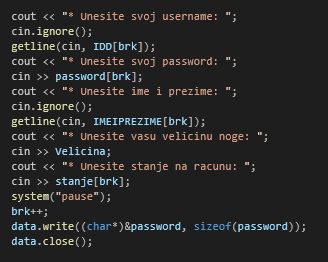 cout << "* Unesite svoj username: ";
cin.ignore();
getline(cin, IDD[brk]);
cout << "* Unesite svoj password: ";
cin >> password[brk];
cout << "* Unesite ime i prezime: ";
cin.ignore();
getline(cin, IMEIPREZIME[brk]);
cout << "* Unesite vasu velicinu noge: ";
cin >> Velicina;
cout << "* Unesite stanje na racunu: ";
cin >> stanje[brk];
system("pause");
brk++;
data.write((char*)&password, sizeof(password));
data.close();